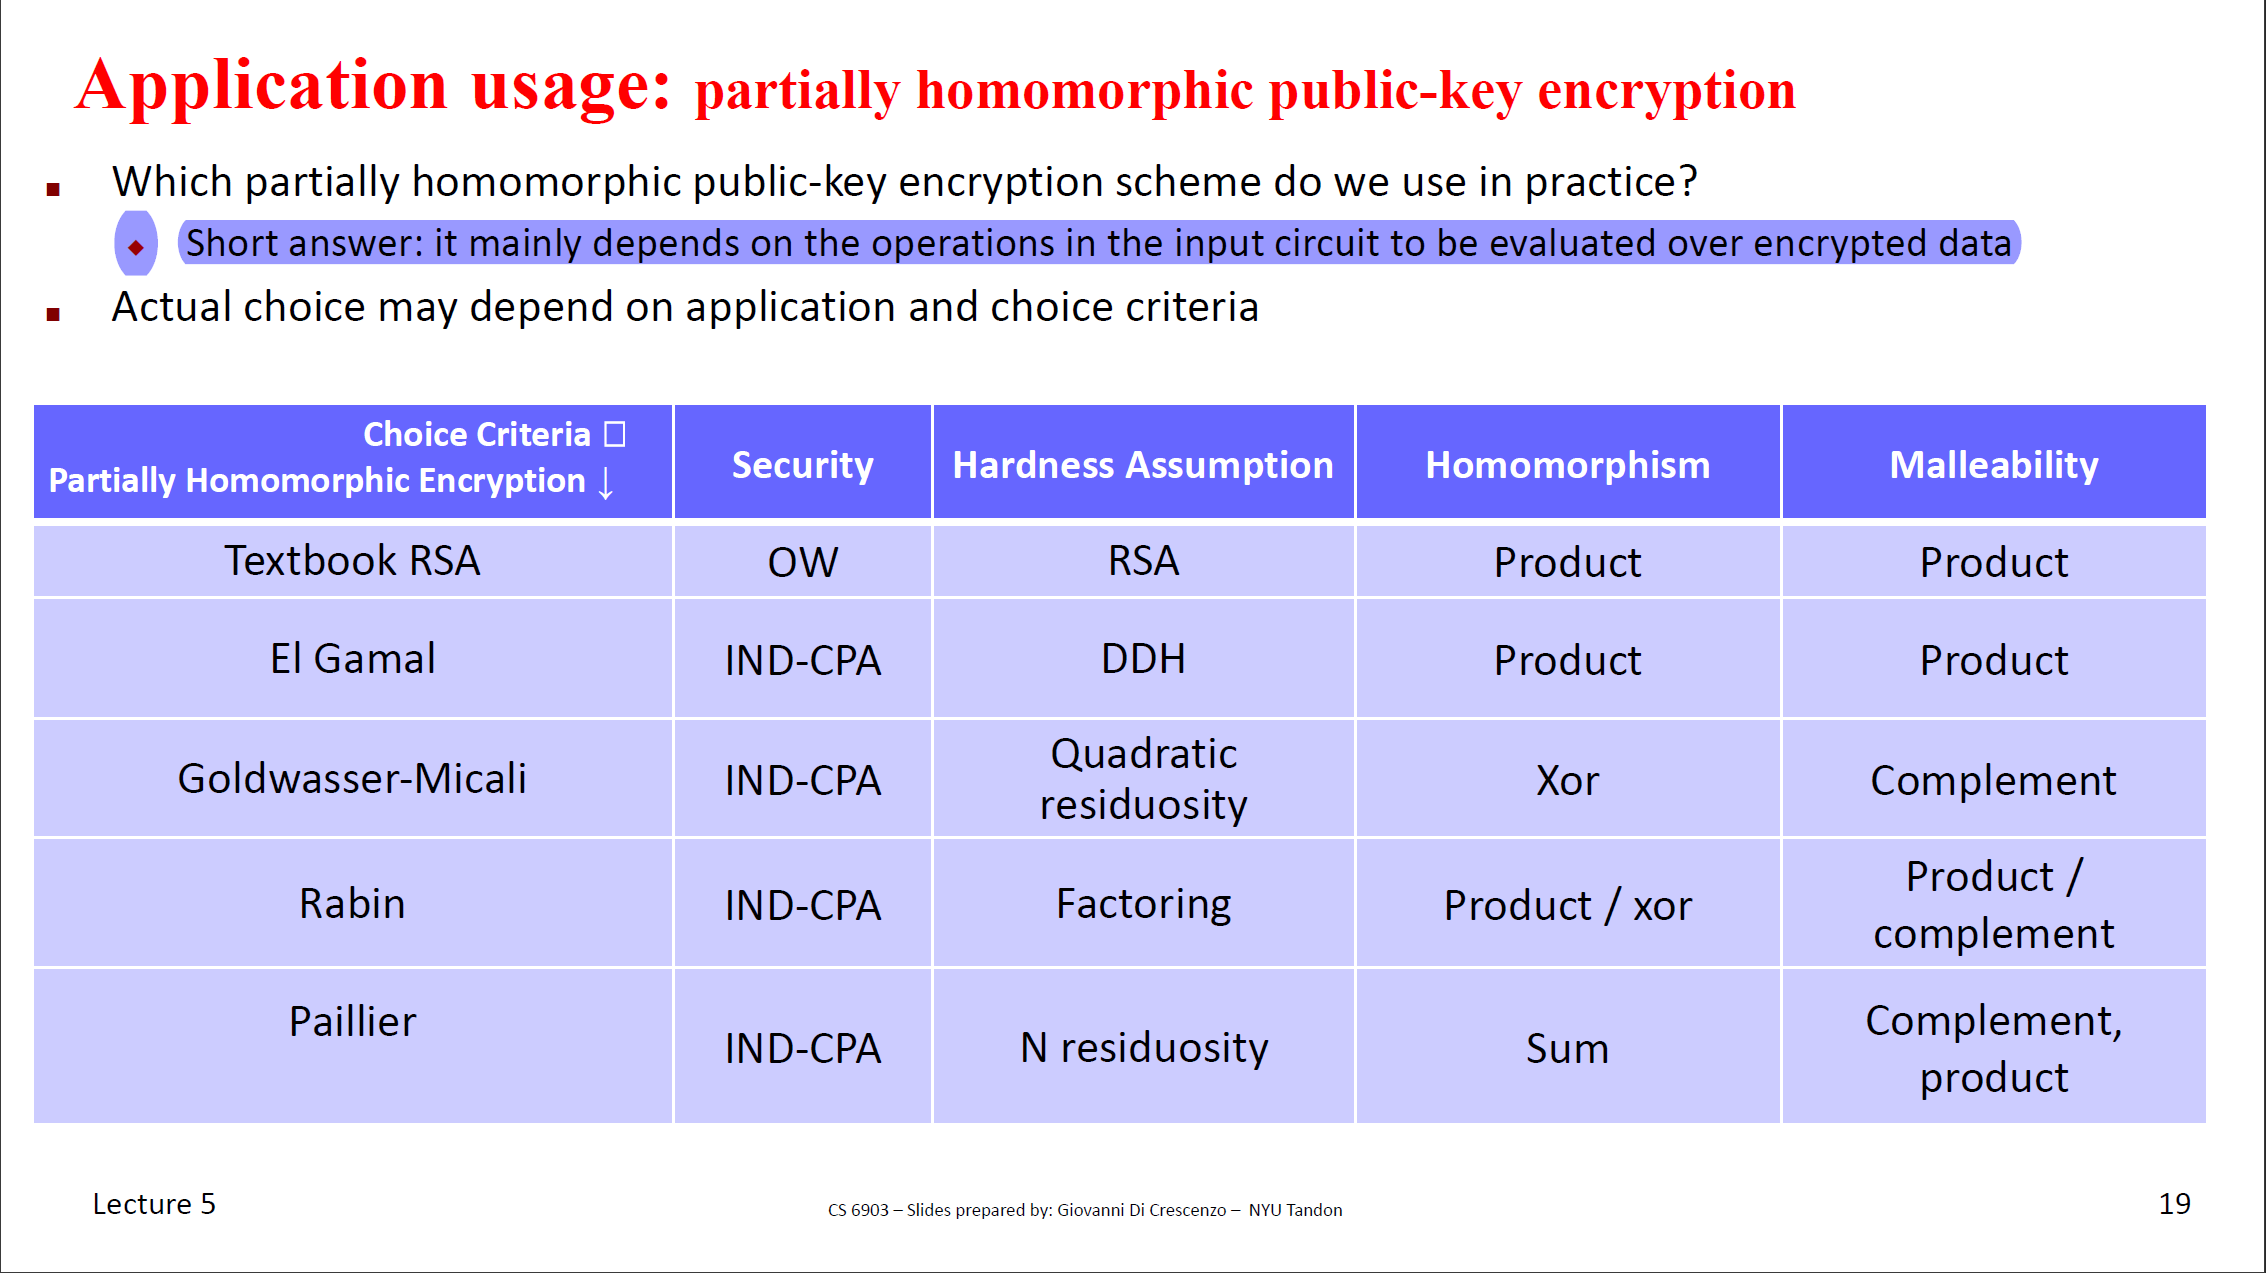 Application usage: partially homomorphic public-key encryption
Which partially homomorphic public-key encryption scheme do we use in practice?
Short answer: it mainly depends on the operations in the input circuit to be evaluated over encrypted data
Actual choice may depend on application and choice criteria
Choice Criteria □
Partially Homomorphic Encryption ↓
Security
Hardness Assumption
Homomorphism
Malleability
Textbook RSA
OW
RSA
Product
Product
El Gamal
IND-CPA
DDH
Product
Product
Goldwasser-Micali
IND-CPA
Quadratic
residuosity
Xor
Complement
Rabin
IND-CPA
Factoring
Product / xor
Product /
complement
Paillier
IND-CPA
N residuosity
Sum
Complement,
product
Lecture 5
CS 6903 – Slides prepared by: Giovanni Di Crescenzo – NYU Tandon
19